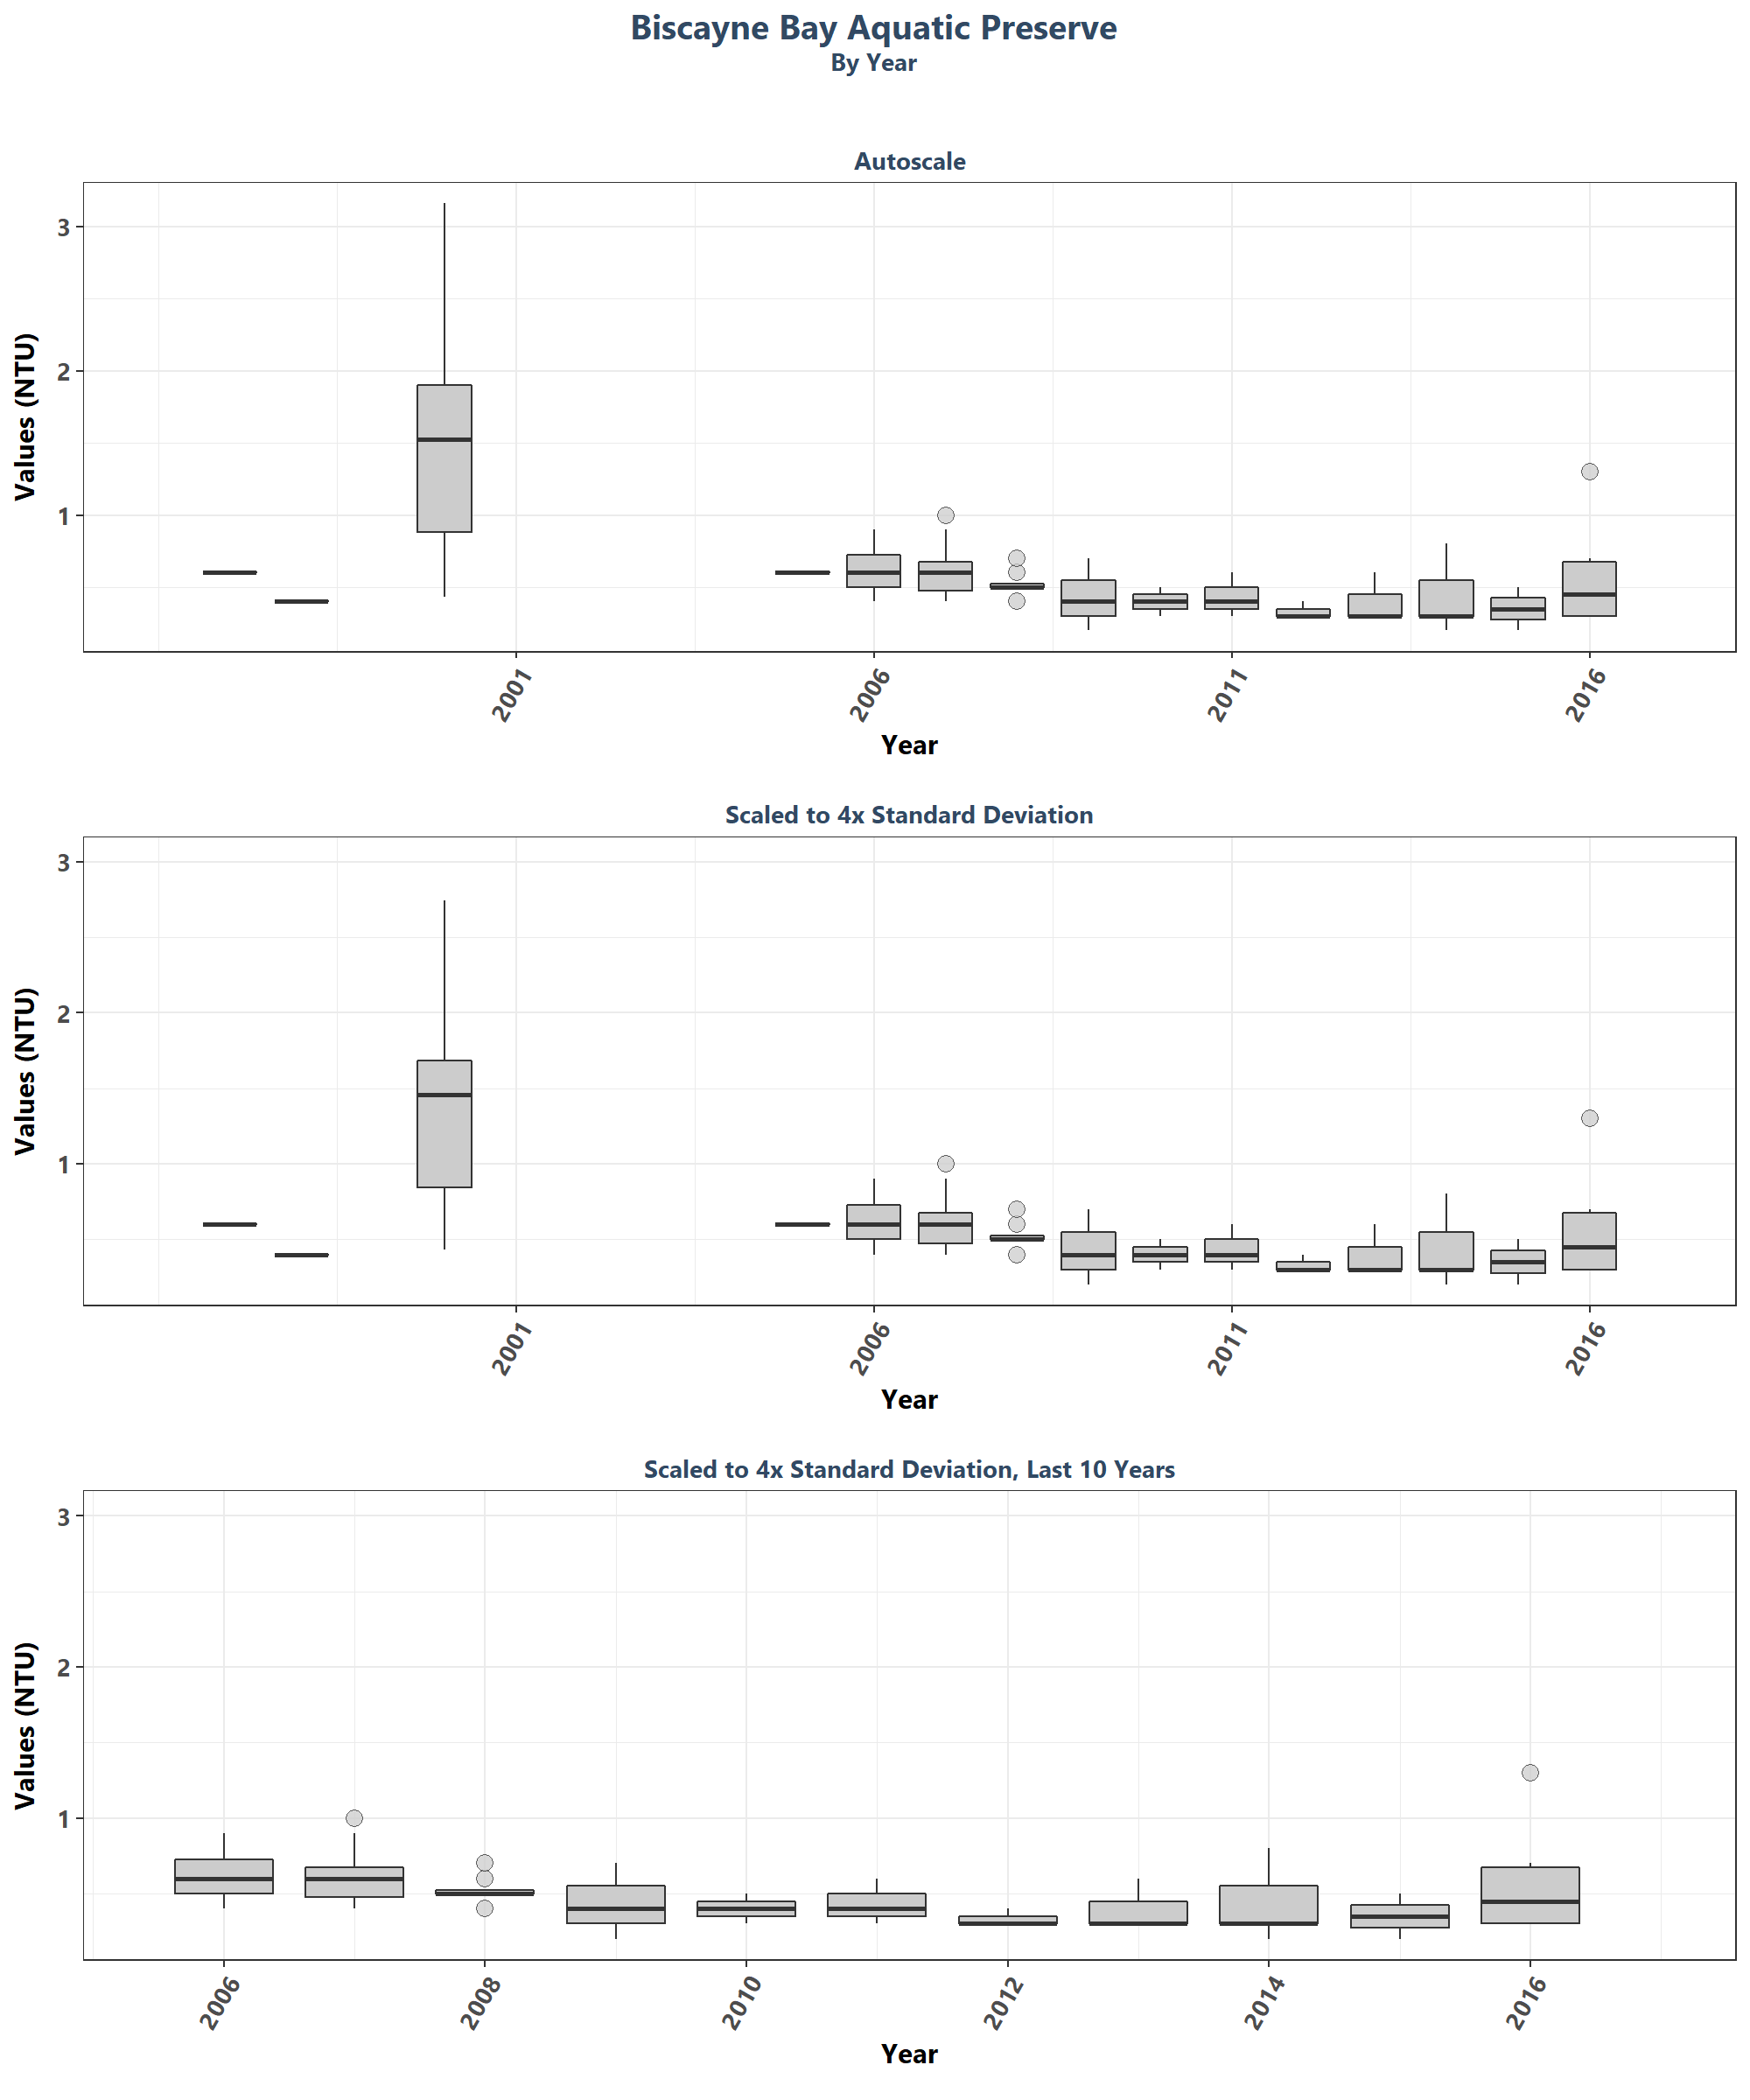 Biscayne Bay Aquatic Preserve
By Year
Autoscale
Values (NTU)
3
2
1
2001 2006 2011 2016
Year
Scaled to 4x Standard Deviation
Values (NTU)
3
2
1
2001 2006 2011 2016
Year
Scaled to 4x Standard Deviation, Last 10 Years
Values (NTU)
3
2
1
2006 2008 2010 2012 2014 2016
Year